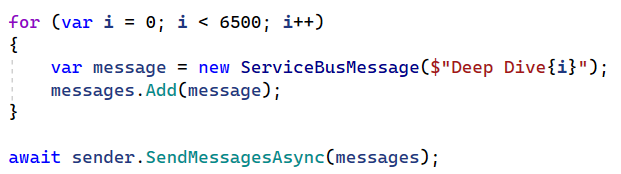 for (var i = 0; i < 6500; i++)
{
    var message = new ServiceBusMessage($"Deep Dive{i}");
    messages.Add(message);
}
await sender.SendMessagesAsync(messages);